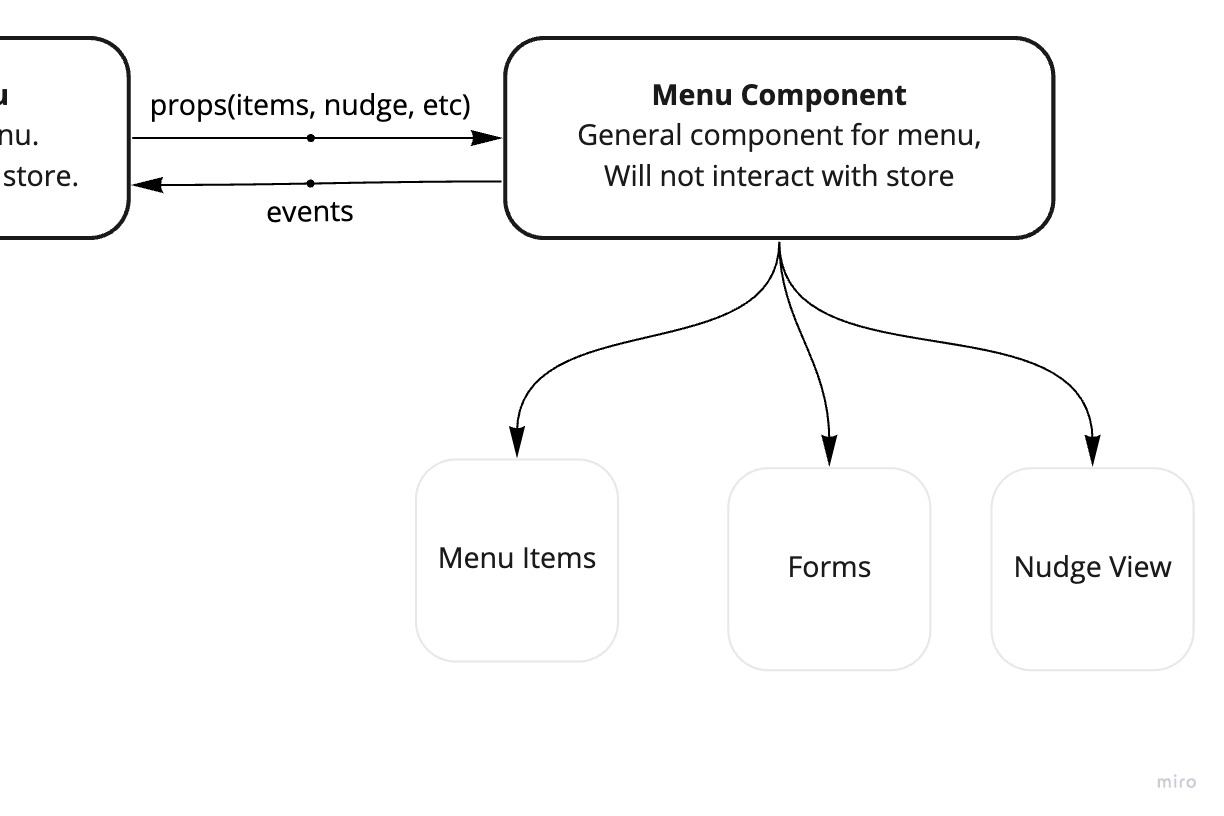 u
nu.
store.
props(items, nudge, etc)
events
Menu Component
General component for menu,
Will not interact with store
Menu Items
Forms
Nudge View
miro